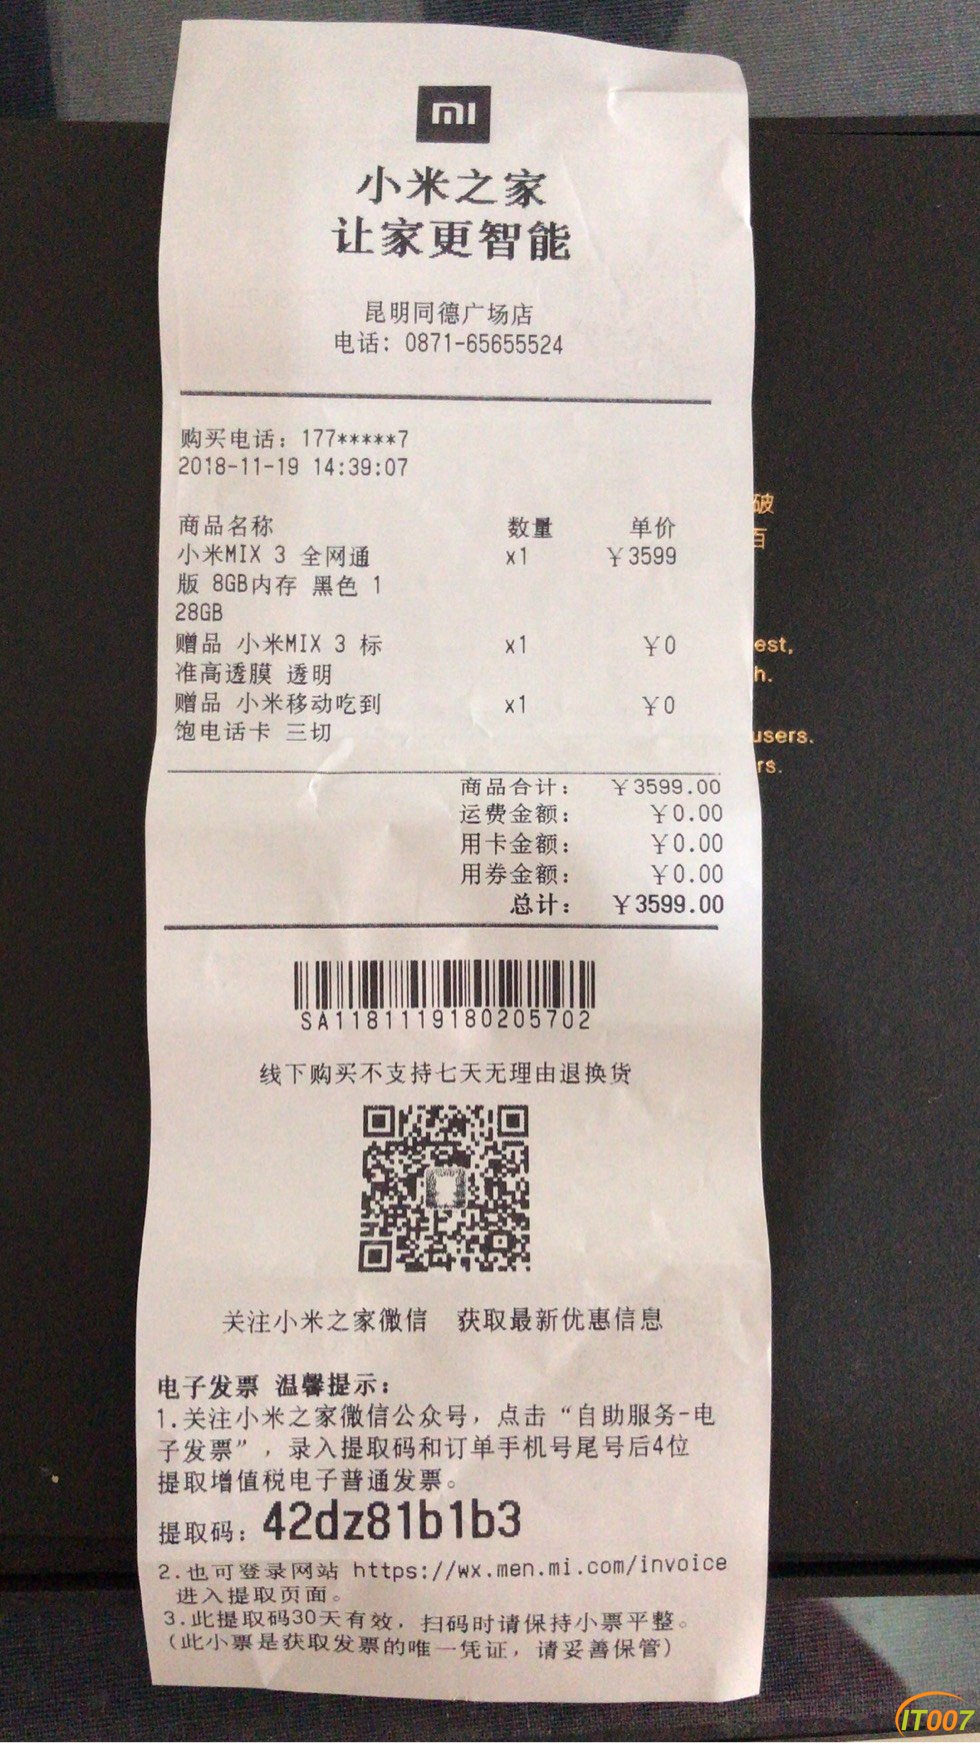 mi
小米之家
让家更智能
昆明同德广场店
电话：0871-65655524
购买电话：177*****7
2018-11-19 14:39:07
商品名称 数量 单价
小米MIX 3 全网通 x1 ￥3599
版 8GB内存 黑色 1
28GB
赠品 小米MIX 3 标 x1 ￥0
准高透膜 透明
赠品 小米移动吃到 x1 ￥0
饱电话卡 三切
商品合计： ￥3599.00
运费金额： ￥0.00
用卡金额： ￥0.00
用券金额： ￥0.00
总计： ￥3599.00
SA1181119180205702
线下购买不支持七天无理由退换货
关注小米之家微信 获取最新优惠信息
电子发票 温馨提示：
1.关注小米之家微信公众号，点击“自助服务-电
子发票”，录入提取码和订单手机号尾号后4位
提取增值税电子普通发票。
提取码：42dz81b1b3
2.也可登录网站 https://wx.men.mi.com/invoice
进入提取页面。
3.此提取码30天有效，扫码时请保持小票平整。
(此小票是获取发票的唯一凭证，请妥善保管)
破
百
est,
h.
users.
rs.
IT007